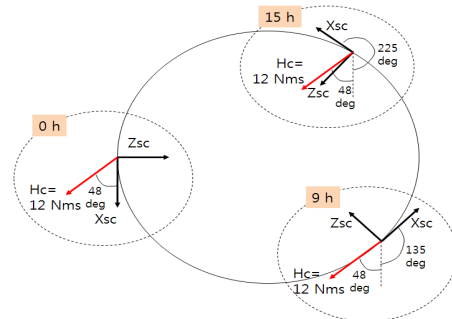 15 h
Xsc
225
deg
Hc=
12 Nms
Zsc
48
deg
0 h
Zsc
Hc=
12 Nms
48
deg
Xsc
9 h
Zsc
Xsc
135
deg
Hc=
12 Nms
48
deg